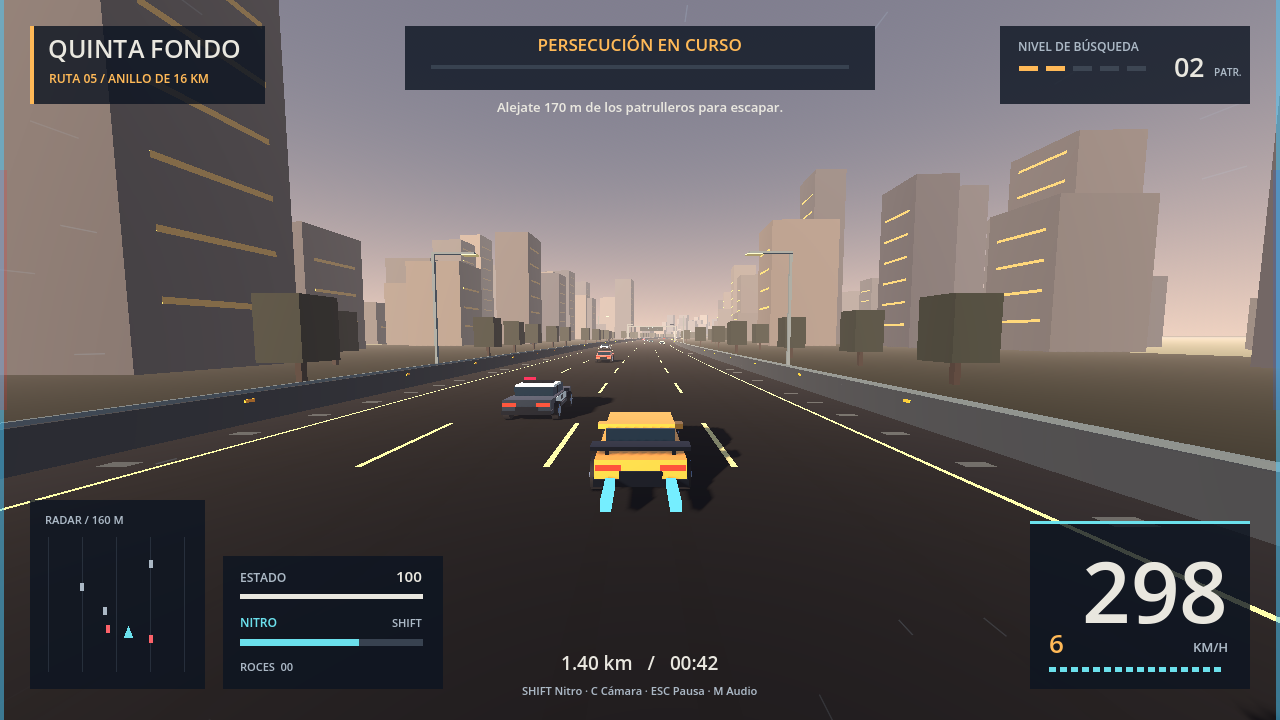 QUINTA FONDO
RUTA 05 / ANILLO DE 16 KM
PERSECUCIÓN EN CURSO
Alejate 170 m de los patrulleros para escapar.
NIVEL DE BÚSQUEDA
02 PATR.
RADAR / 160 M
ESTADO 100
NITRO SHIFT
ROCES 00
1.40 km / 00:42
SHIFT Nitro · C Cámara · ESC Pausa · M Audio
298
6 KM/H